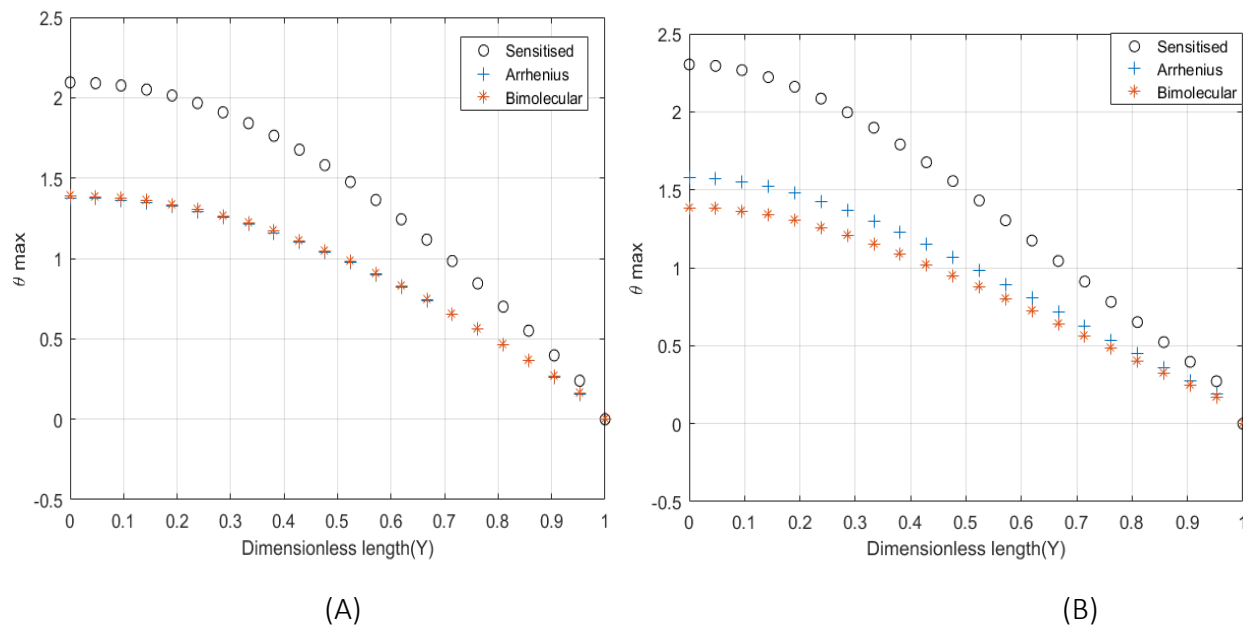 2.5
2
1.5
1
0.5
0
-0.5
θ max
Sensitised
Arrhenius
Bimolecular
0 0.1 0.2 0.3 0.4 0.5 0.6 0.7 0.8 0.9 1
Dimensionless length(Y)
(A)
2.5
2
1.5
1
0.5
0
-0.5
θ max
Sensitised
Arrhenius
Bimolecular
0 0.1 0.2 0.3 0.4 0.5 0.6 0.7 0.8 0.9 1
Dimensionless length(Y)
(B)